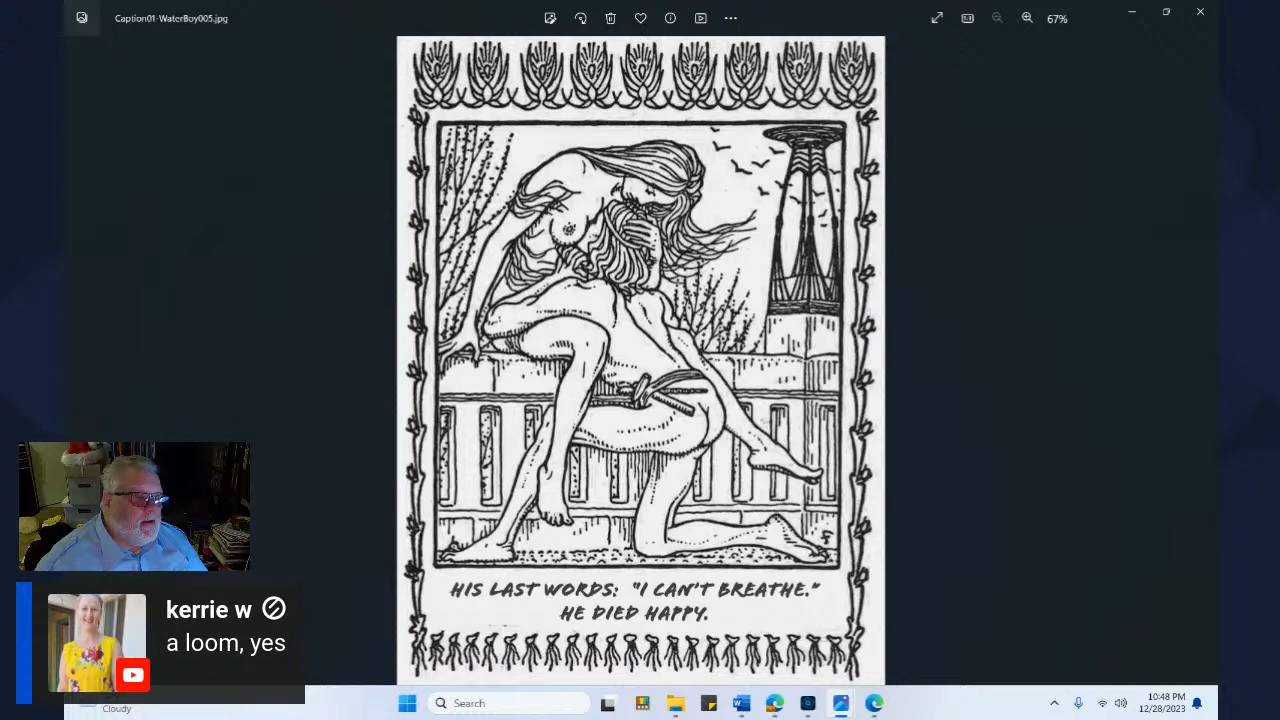 Caption01-WaterBoy005.jpg
67%
HIS LAST WORDS: "I CAN'T BREATHE."
HE DIED HAPPY.
kerrie w
a loom, yes
Cloudy
Search
10:48 PM
12/28/2023